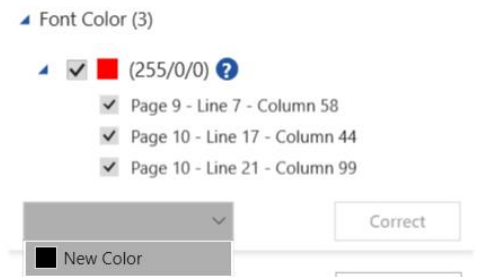 Font Color (3)
(255/0/0) ?
Page 9 - Line 7 - Column 58
Page 10 - Line 17 - Column 44
Page 10 - Line 21 - Column 99
Correct
New Color